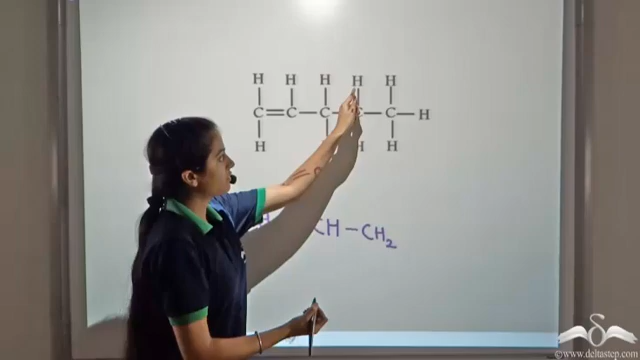 H H H H H
C=C—C— —C—H
H H H
CH—CH₂
©www.deltastep.com